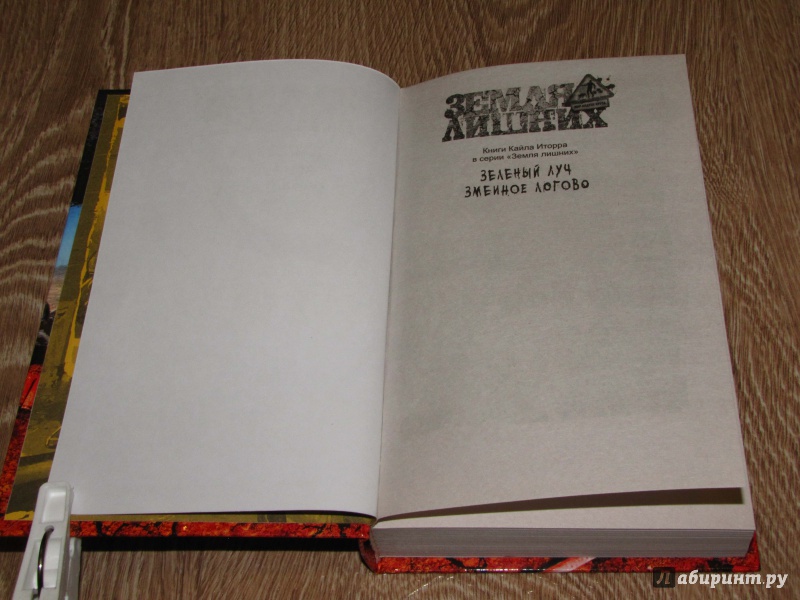 ЗЕМЛЯ
ЛИШНИХ
Книги Кайла Иторра
в серии «Земля лишних»
ЗЕЛЕНЫЙ ЛУЧ
ЗМЕИНОЕ ЛОГОВО
Лабиринт.ру